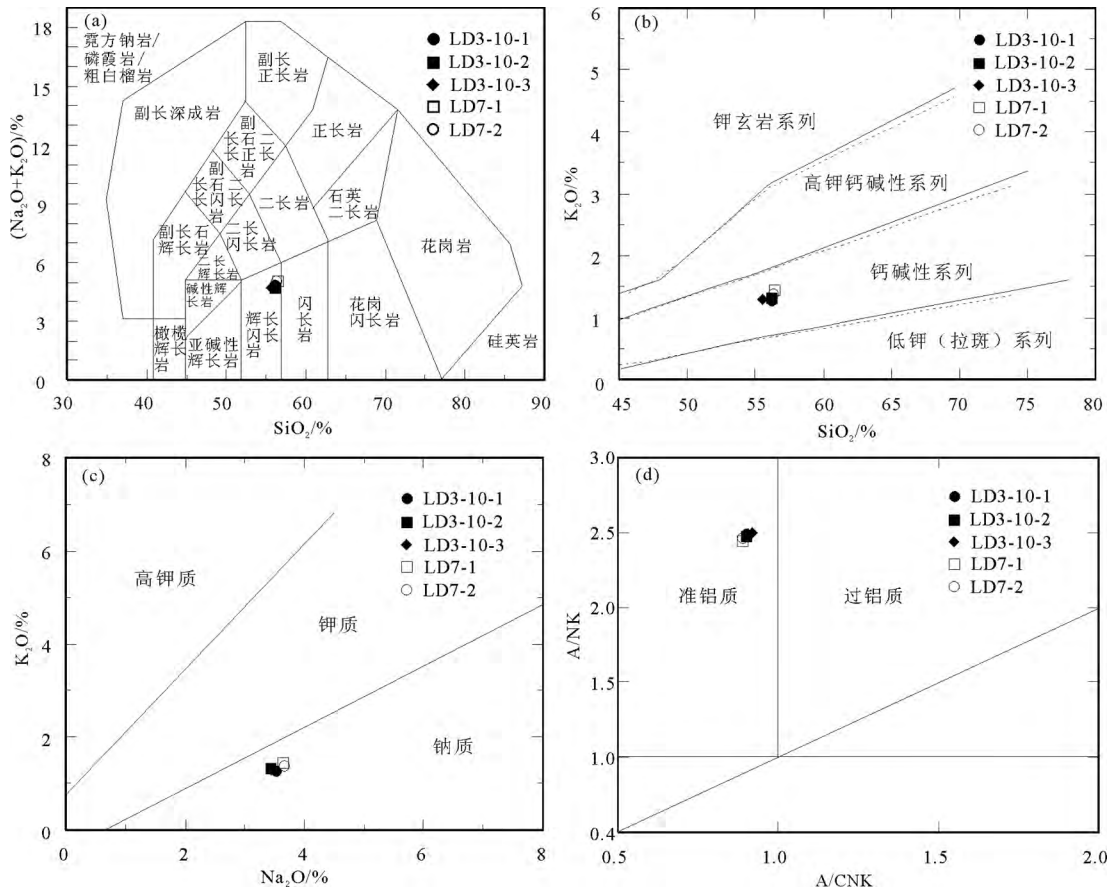 (a)
霓方钠岩/
磷霞岩/
粗白榴岩
副长
正长岩
副长深成岩
正长岩
副
长石二
长正长
岩
副
长石二
长闪长
岩
石英
二长岩
二长岩
二长
闪长岩
副长石
辉长岩
二长
辉长岩
碱性辉
长岩
花岗岩
橄榄
辉长
岩
亚碱性
辉长岩
辉长
闪长
岩
闪
长
岩
花岗
闪长岩
硅英岩
LD3-10-1
LD3-10-2
LD3-10-3
LD7-1
LD7-2
18
15
12
9
6
3
0
30 40 50 60 70 80 90
(Na₂O+K₂O)/%
SiO₂/%
(b)
LD3-10-1
LD3-10-2
LD3-10-3
LD7-1
LD7-2
钾玄岩系列
高钾钙碱性系列
钙碱性系列
低钾（拉斑）系列
6
5
4
3
2
1
0
45 50 55 60 65 70 75 80
K₂O/%
SiO₂/%
(c)
LD3-10-1
LD3-10-2
LD3-10-3
LD7-1
LD7-2
高钾质
钾质
钠质
8
6
4
2
0
0 2 4 6 8
K₂O/%
Na₂O/%
(d)
LD3-10-1
LD3-10-2
LD3-10-3
LD7-1
LD7-2
准铝质
过铝质
3.0
2.5
2.0
1.5
1.0
0.4
0.5 1.0 1.5 2.0
A/NK
A/CNK